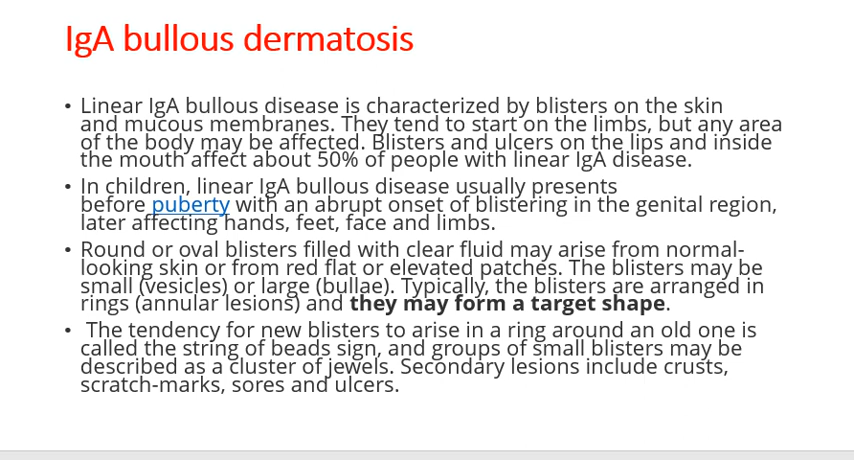 IgA bullous dermatosis
• Linear IgA bullous disease is characterized by blisters on the skin
and mucous membranes. They tend to start on the limbs, but any area
of the body may be affected. Blisters and ulcers on the lips and inside
the mouth affect about 50% of people with linear IgA disease.
• In children, linear IgA bullous disease usually presents
before puberty with an abrupt onset of blistering in the genital region,
later affecting hands, feet, face and limbs.
• Round or oval blisters filled with clear fluid may arise from normal-
looking skin or from red flat or elevated patches. The blisters may be
small (vesicles) or large (bullae). Typically, the blisters are arranged in
rings (annular lesions) and they may form a target shape.
• The tendency for new blisters to arise in a ring around an old one is
called the string of beads sign, and groups of small blisters may be
described as a cluster of jewels. Secondary lesions include crusts,
scratch-marks, sores and ulcers.